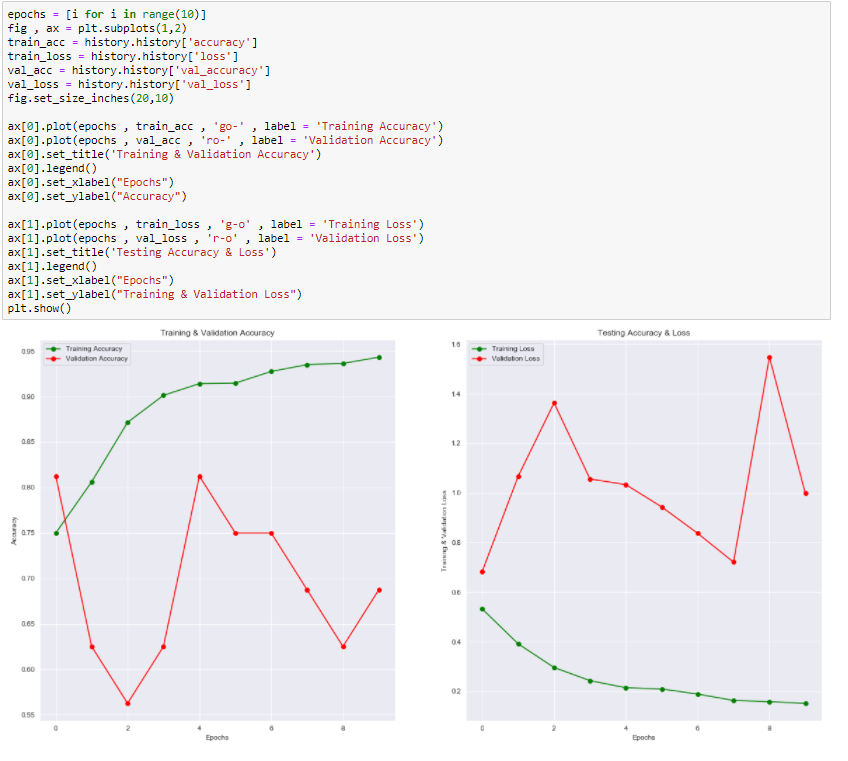 epochs = [i for i in range(10)]
fig , ax = plt.subplots(1,2)
train_acc = history.history['accuracy']
train_loss = history.history['loss']
val_acc = history.history['val_accuracy']
val_loss = history.history['val_loss']
fig.set_size_inches(20,10)
ax[0].plot(epochs , train_acc , 'go-' , label = 'Training Accuracy')
ax[0].plot(epochs , val_acc , 'ro-' , label = 'Validation Accuracy')
ax[0].set_title('Training & Validation Accuracy')
ax[0].legend()
ax[0].set_xlabel("Epochs")
ax[0].set_ylabel("Accuracy")
ax[1].plot(epochs , train_loss , 'g-o' , label = 'Training Loss')
ax[1].plot(epochs , val_loss , 'r-o' , label = 'Validation Loss')
ax[1].set_title('Testing Accuracy & Loss')
ax[1].legend()
ax[1].set_xlabel("Epochs")
ax[1].set_ylabel("Training & Validation Loss")
plt.show()
Training & Validation Accuracy
Training Accuracy
Validation Accuracy
0.95
0.90
0.85
0.80
0.75
0.70
0.65
0.60
0.55
Accuracy
0 2 4 6 8
Epochs
Testing Accuracy & Loss
Training Loss
Validation Loss
1.6
1.4
1.2
1.0
0.8
0.6
0.4
0.2
Training & Validation Loss
0 2 4 6 8
Epochs